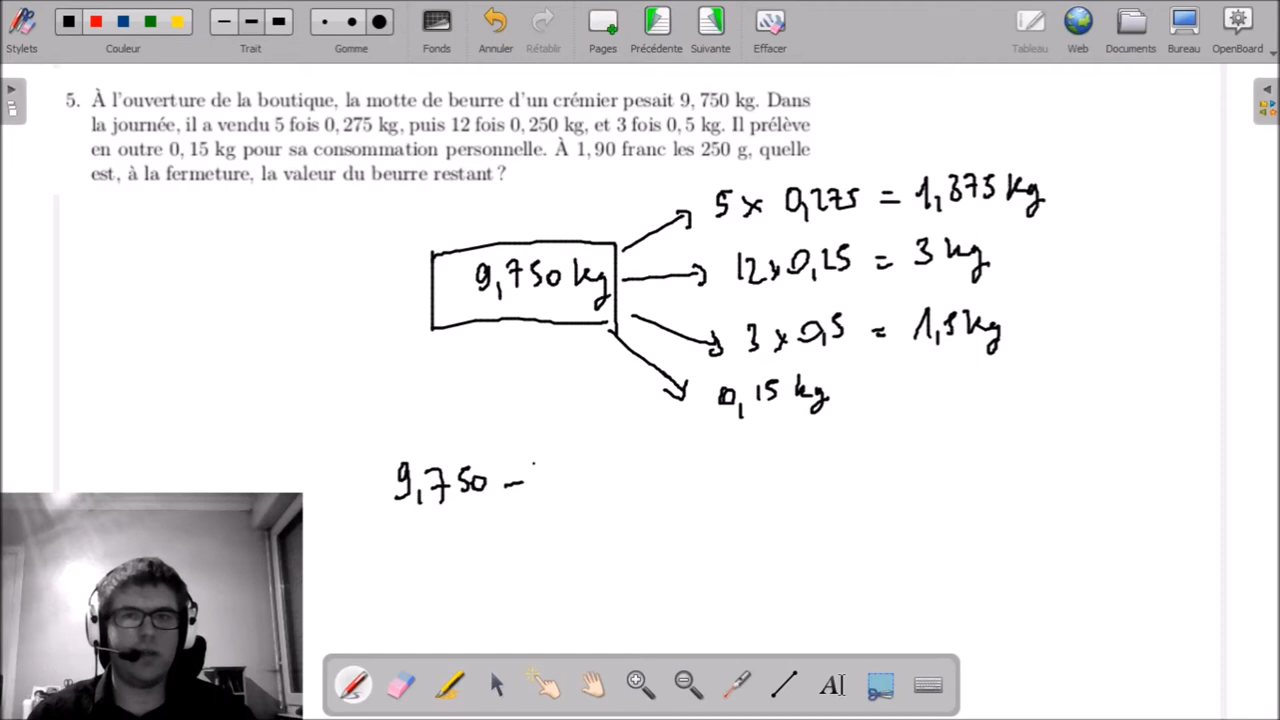 Stylets Couleur Trait Gomme Fonds Annuler Rétablir Pages Précédente Suivante Effacer Tableau Web Documents Bureau OpenBoard
5. À l'ouverture de la boutique, la motte de beurre d'un crémier pesait 9, 750 kg. Dans
la journée, il a vendu 5 fois 0, 275 kg, puis 12 fois 0, 250 kg, et 3 fois 0, 5 kg. Il prélève
en outre 0, 15 kg pour sa consommation personnelle. À 1, 90 franc les 250 g, quelle
est, à la fermeture, la valeur du beurre restant ?
5 × 0,275 = 1,375 kg
9,750 kg
12 × 0,25 = 3 kg
3 × 0,5 = 1,5 kg
0,15 kg
9,750 -
AI